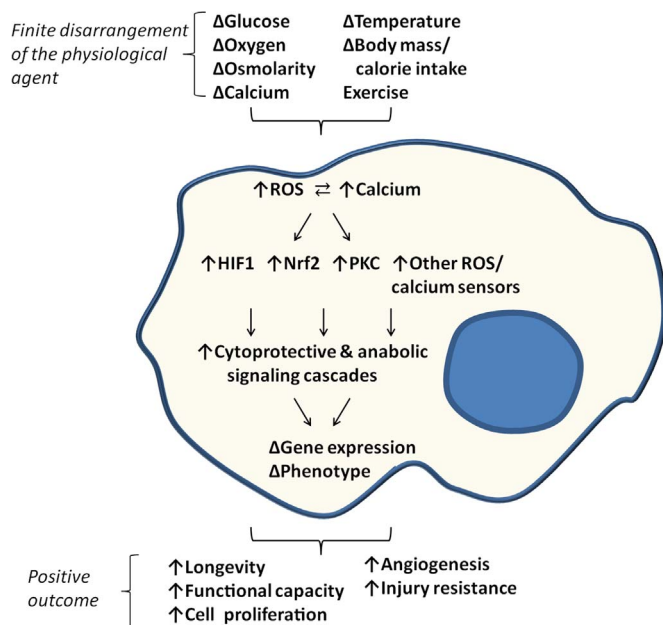 Finite disarrangement
of the physiological
agent
ΔGlucose
ΔOxygen
ΔOsmolarity
ΔCalcium
ΔTemperature
ΔBody mass/
calorie intake
Exercise
↑ROS ⇄ ↑Calcium
↑HIF1 ↑Nrf2 ↑PKC ↑Other ROS/
calcium sensors
↑Cytoprotective & anabolic
signaling cascades
ΔGene expression
ΔPhenotype
Positive
outcome
↑Longevity
↑Functional capacity
↑Cell proliferation
↑Angiogenesis
↑Injury resistance